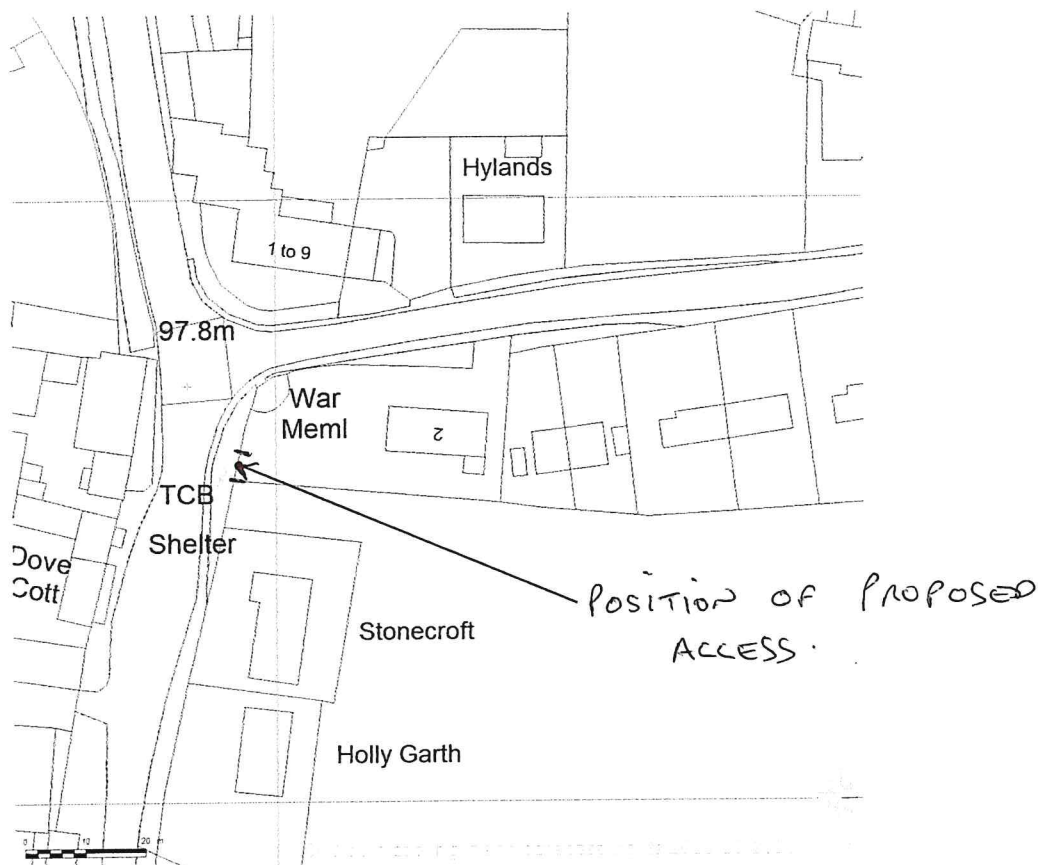 Hylands
1 to 9
97.8m
War
Meml
2
TCB
Shelter
Dove
Cott
POSITION OF PROPOSED
ACCESS.
Stonecroft
Holly Garth
0 10 20 m